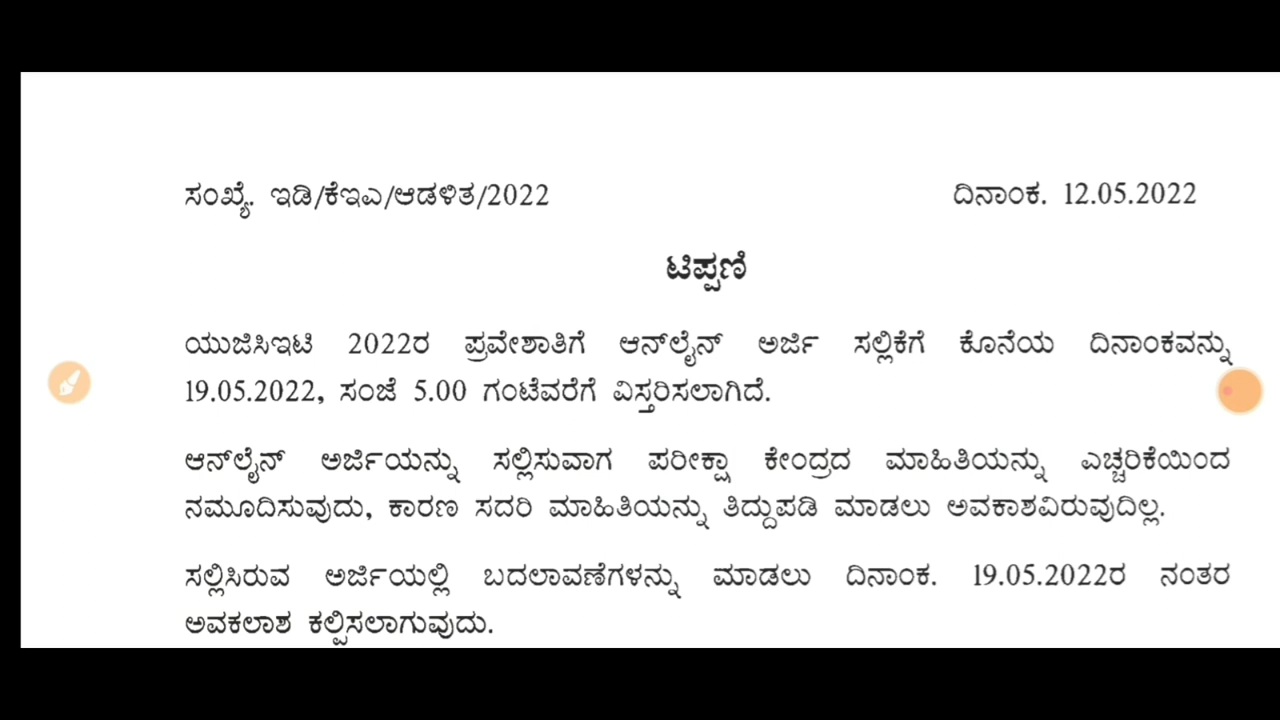 ಸಂಖ್ಯೆ. ಇಡಿ/ಕೆಇಎ/ಆಡಳಿತ/2022 ದಿನಾಂಕ. 12.05.2022
ಟಿಪ್ಪಣಿ
ಯುಜಿಸಿಇಟಿ 2022ರ ಪ್ರವೇಶಾತಿಗೆ ಆನ್‌ಲೈನ್ ಅರ್ಜಿ ಸಲ್ಲಿಕೆಗೆ ಕೊನೆಯ ದಿನಾಂಕವನ್ನು
19.05.2022, ಸಂಜೆ 5.00 ಗಂಟೆವರೆಗೆ ವಿಸ್ತರಿಸಲಾಗಿದೆ.
ಆನ್‌ಲೈನ್ ಅರ್ಜಿಯನ್ನು ಸಲ್ಲಿಸುವಾಗ ಪರೀಕ್ಷಾ ಕೇಂದ್ರದ ಮಾಹಿತಿಯನ್ನು ಎಚ್ಚರಿಕೆಯಿಂದ
ನಮೂದಿಸುವುದು, ಕಾರಣ ಸದರಿ ಮಾಹಿತಿಯನ್ನು ತಿದ್ದುಪಡಿ ಮಾಡಲು ಅವಕಾಶವಿರುವುದಿಲ್ಲ.
ಸಲ್ಲಿಸಿರುವ ಅರ್ಜಿಯಲ್ಲಿ ಬದಲಾವಣೆಗಳನ್ನು ಮಾಡಲು ದಿನಾಂಕ. 19.05.2022ರ ನಂತರ
ಅವಕಲಾಶ ಕಲ್ಪಿಸಲಾಗುವುದು.